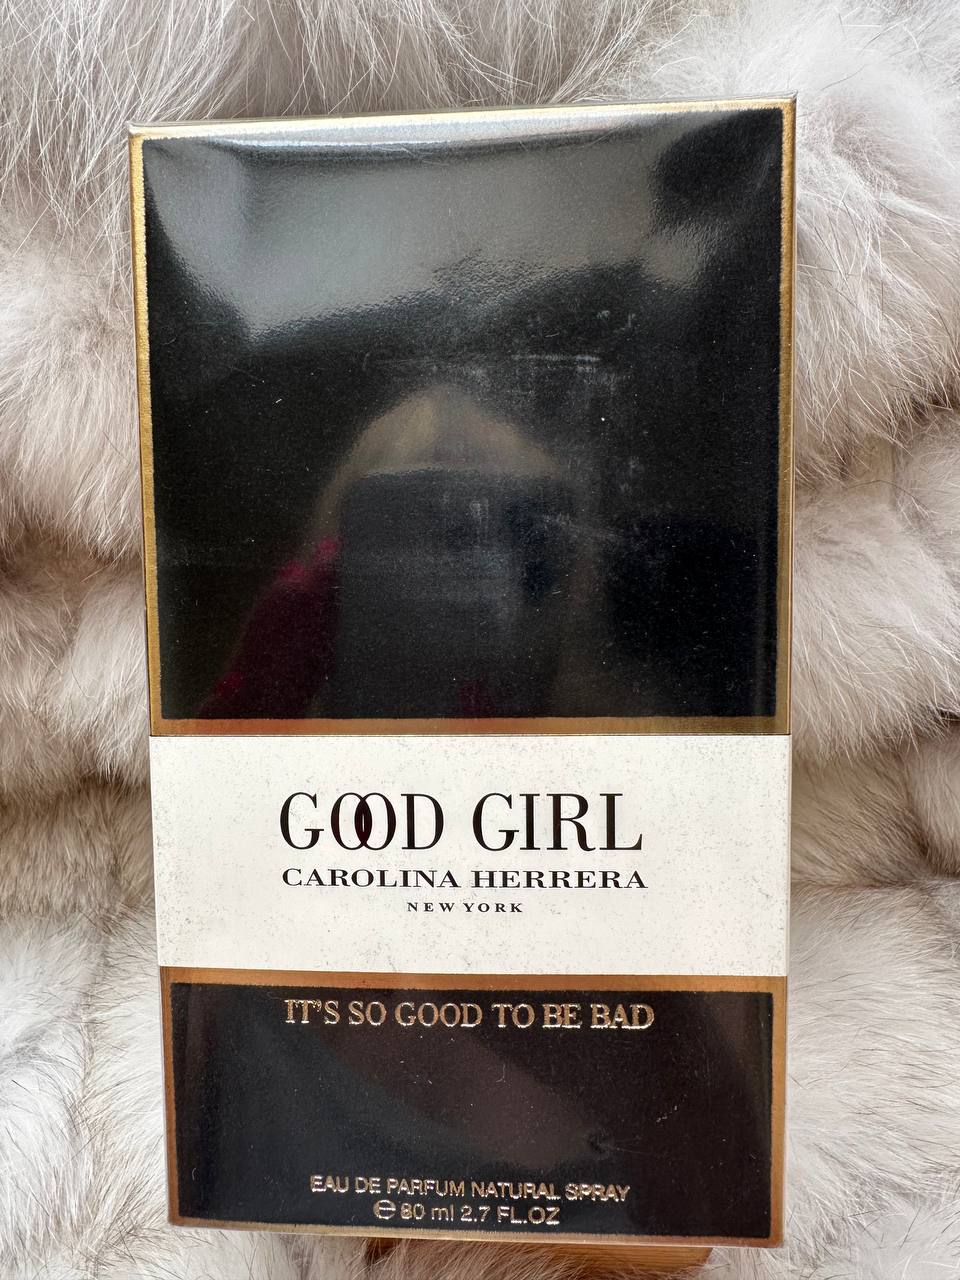 GOOD GIRL
CAROLINA HERRERA
NEW YORK
IT'S SO GOOD TO BE BAD
EAU DE PARFUM NATURAL SPRAY
℮ 80 ml 2.7 FL.OZ